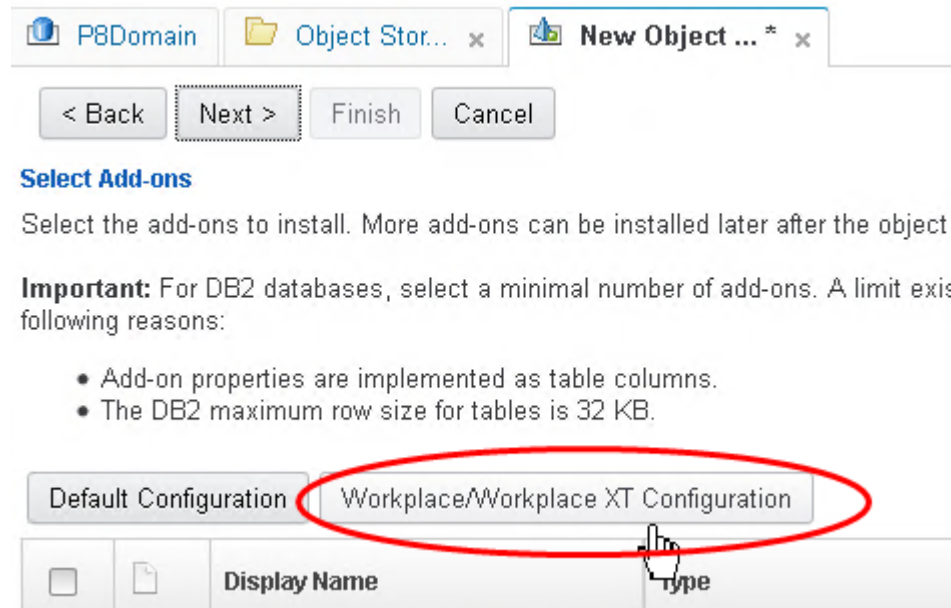 P8Domain Object Stor... x New Object ... * x
< Back Next > Finish Cancel
Select Add-ons
Select the add-ons to install. More add-ons can be installed later after the object
Important: For DB2 databases, select a minimal number of add-ons. A limit exis
following reasons:
• Add-on properties are implemented as table columns.
• The DB2 maximum row size for tables is 32 KB.
Default Configuration Workplace/Workplace XT Configuration
Display Name Type